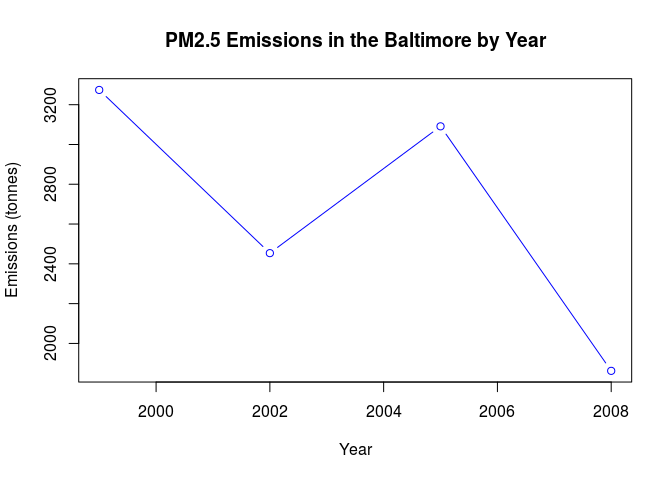 PM2.5 Emissions in the Baltimore by Year
Emissions (tonnes)
3200
2800
2400
2000
2000 2002 2004 2006 2008
Year